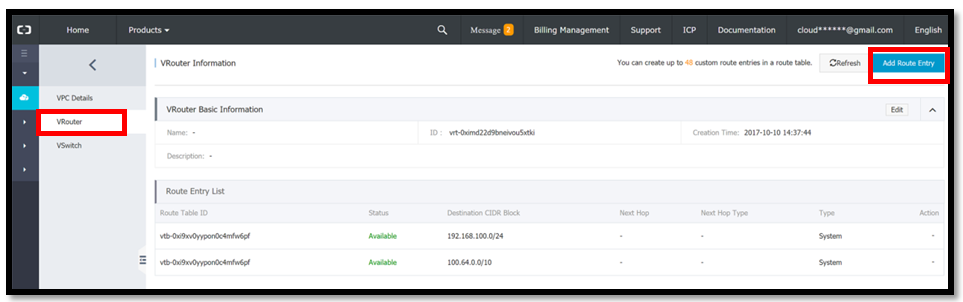 Home Products Message 2 Billing Management Support ICP Documentation cloud******@gmail.com English
VRouter Information You can create up to 48 custom route entries in a route table. Refresh Add Route Entry
VPC Details
VRouter
VSwitch
VRouter Basic Information Edit
Name: - ID : vrt-0ximd22d9bneivou5xtki Creation Time: 2017-10-10 14:37:44
Description: -
Route Entry List
Route Table ID Status Destination CIDR Block Next Hop Next Hop Type Type Action
vtb-0xi9xv0yypon0c4mfw6pf Available 192.168.100.0/24 - - System -
vtb-0xi9xv0yypon0c4mfw6pf Available 100.64.0.0/10 - - System -